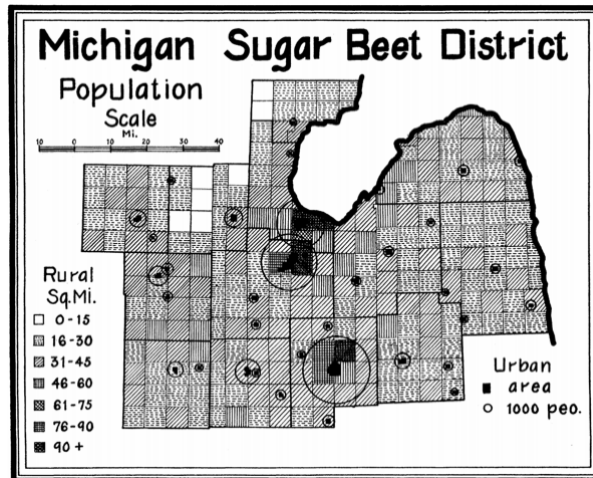 Michigan Sugar Beet District
Population
Scale
Mi.
10 0 10 20 30 40
Rural
Sq.Mi.
0-15
16-30
31-45
46-60
61-75
76-90
90+
Urban
area
1000 peo.